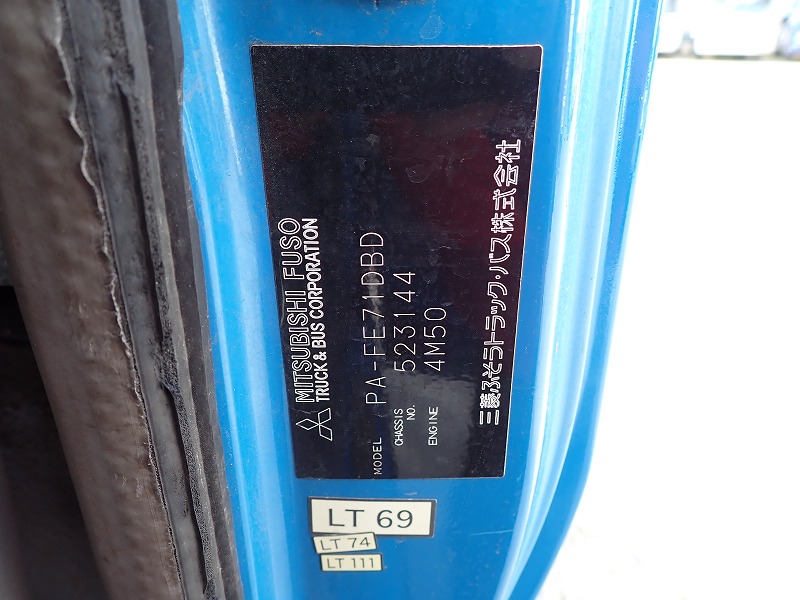 MITSUBISHI FUSO
TRUCK & BUS CORPORATION
MODEL PA-FE71DBD
CHASSIS NO. 523144
ENGINE 4M50
三菱ふそうトラック・バス株式会社
LT 69
LT 74
LT 111